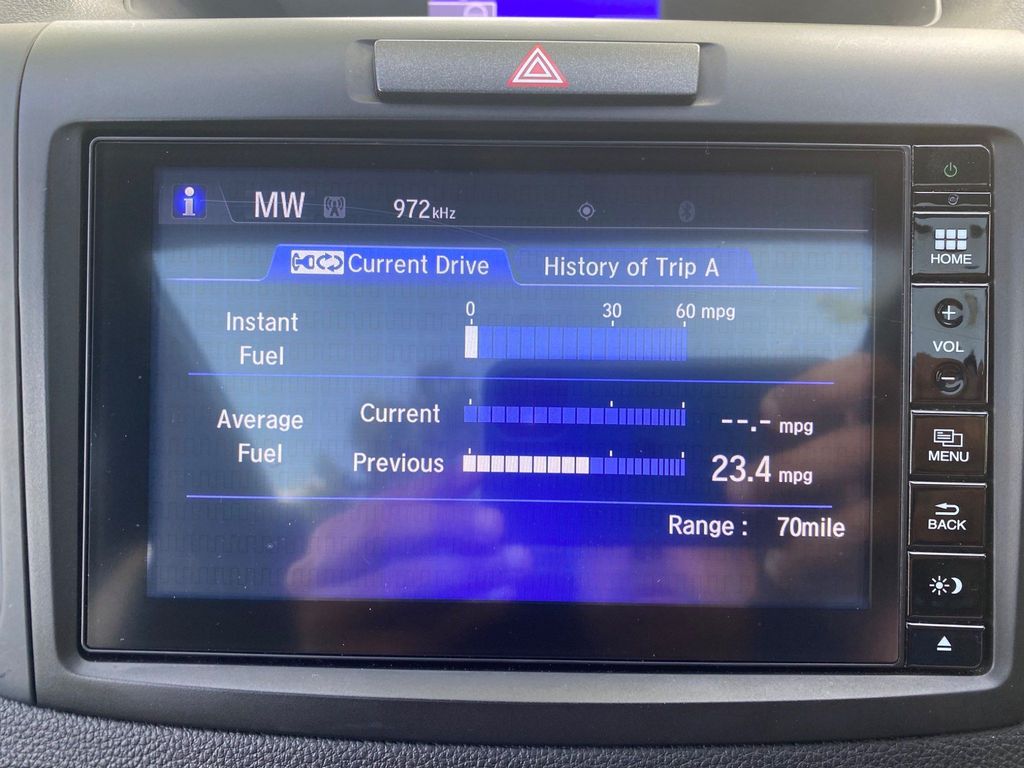 MW 972kHz
Current Drive History of Trip A
0 30 60 mpg
Instant
Fuel
Average
Fuel
Current --.- mpg
Previous 23.4 mpg
Range : 70mile
HOME
+
VOL
-
MENU
BACK